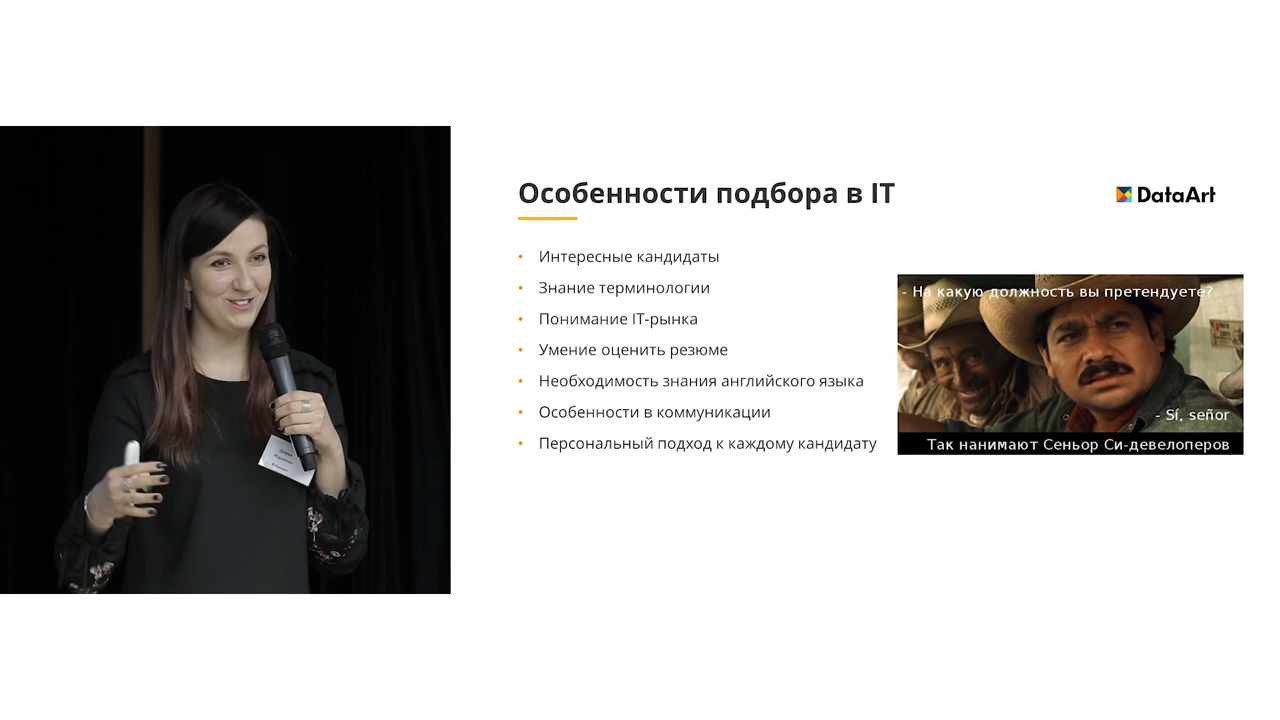 Особенности подбора в IT
DataArt
• Интересные кандидаты
• Знание терминологии
• Понимание IT-рынка
• Умение оценить резюме
• Необходимость знания английского языка
• Особенности в коммуникации
• Персональный подход к каждому кандидату
- На какую должность вы претендуете?
- Sí, señor
Так нанимают Сеньор Си-девелоперов